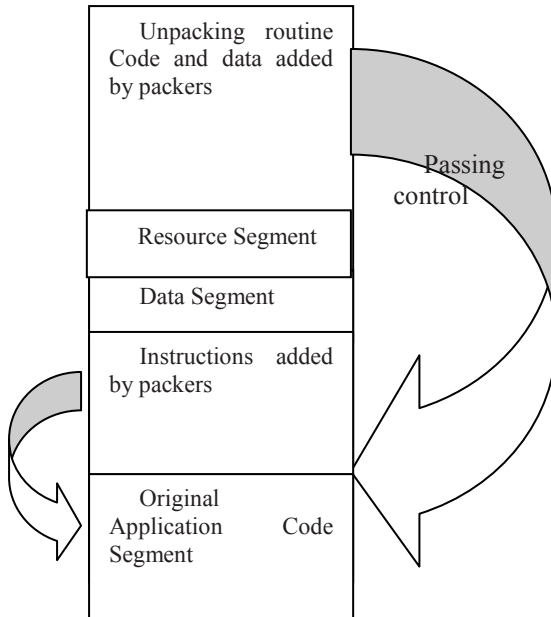 Unpacking routine
Code and data added
by packers
Passing
control
Resource Segment
Data Segment
Instructions added
by packers
Original
Application Code
Segment